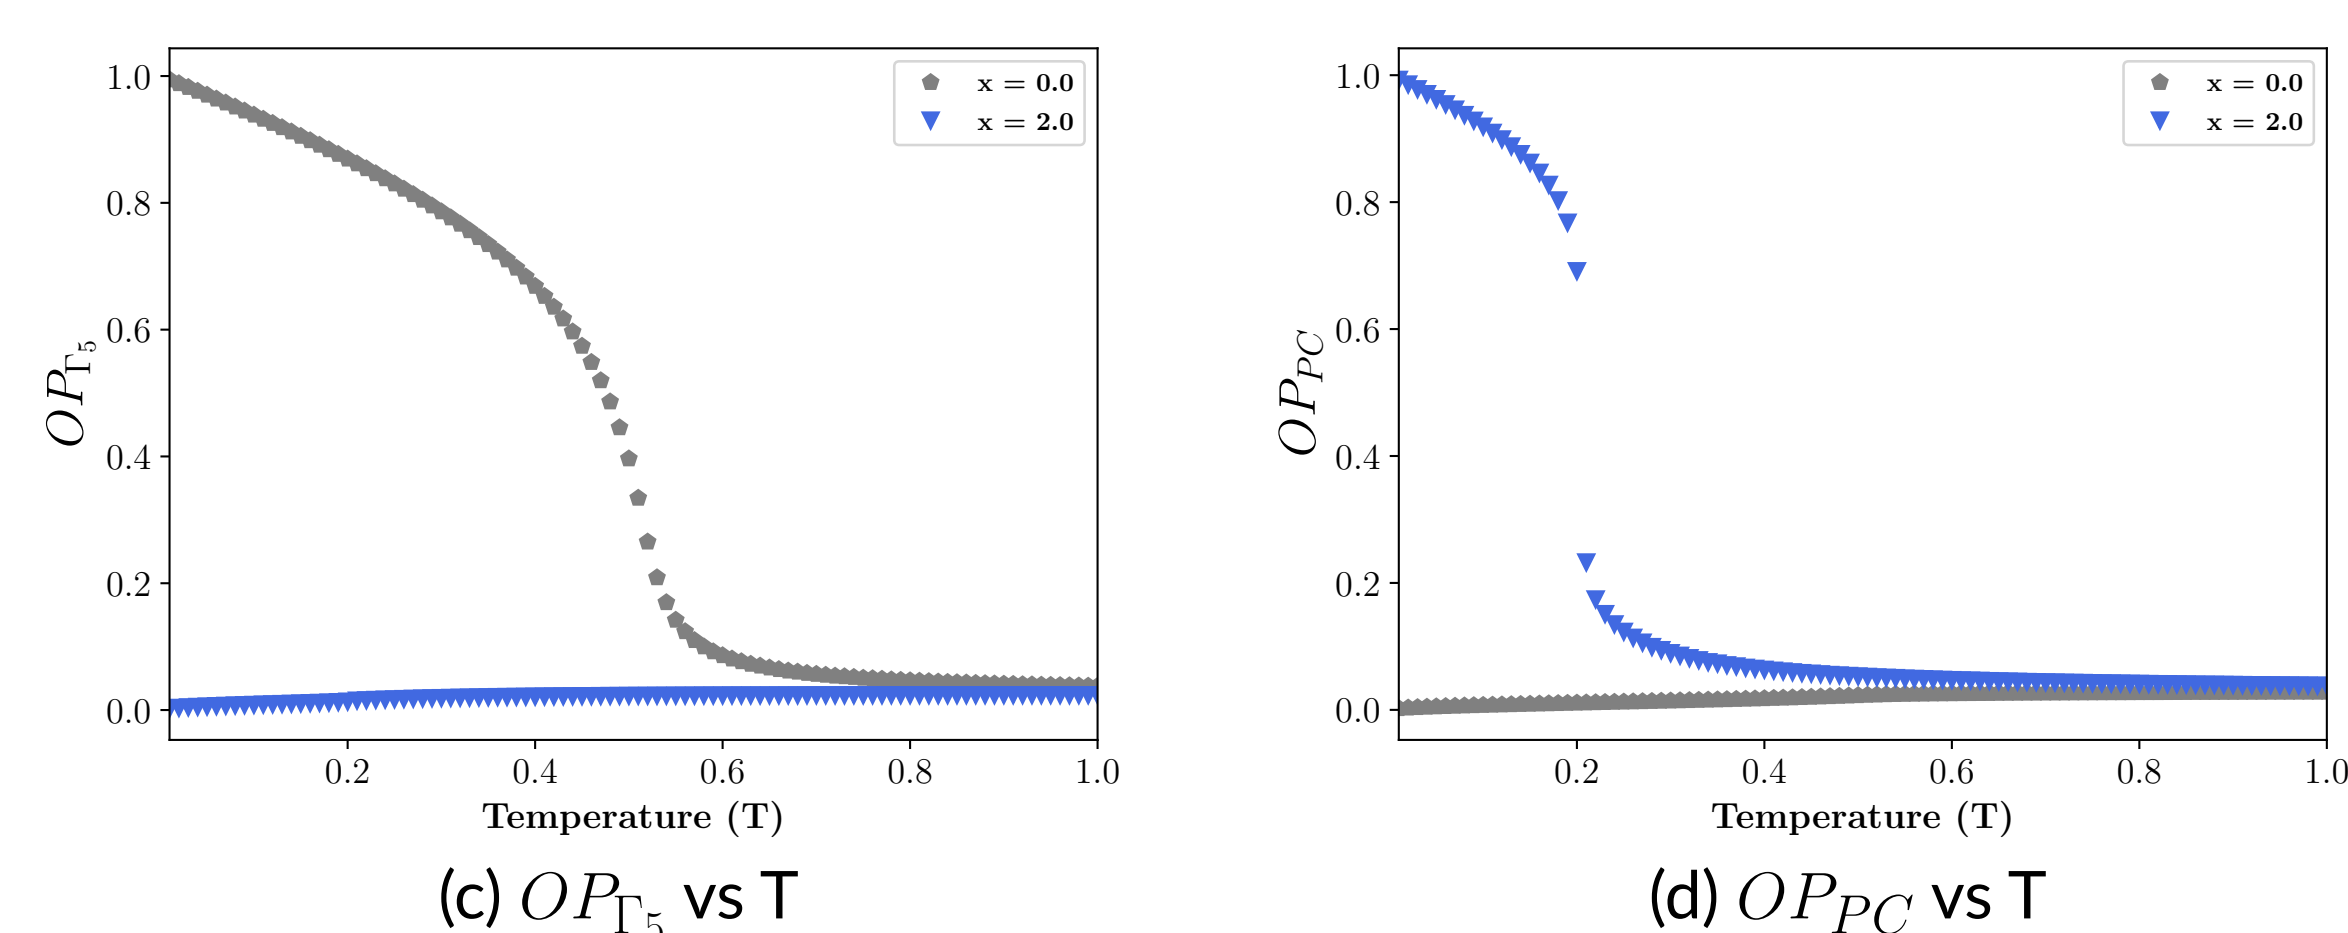 1.0
0.8
0.6
0.4
0.2
0.0
OP_{Γ_5}
x = 0.0
x = 2.0
0.2 0.4 0.6 0.8 1.0
Temperature (T)
(c) OP_{Γ_5} vs T
1.0
0.8
0.6
0.4
0.2
0.0
OP_{PC}
x = 0.0
x = 2.0
0.2 0.4 0.6 0.8 1.0
Temperature (T)
(d) OP_{PC} vs T